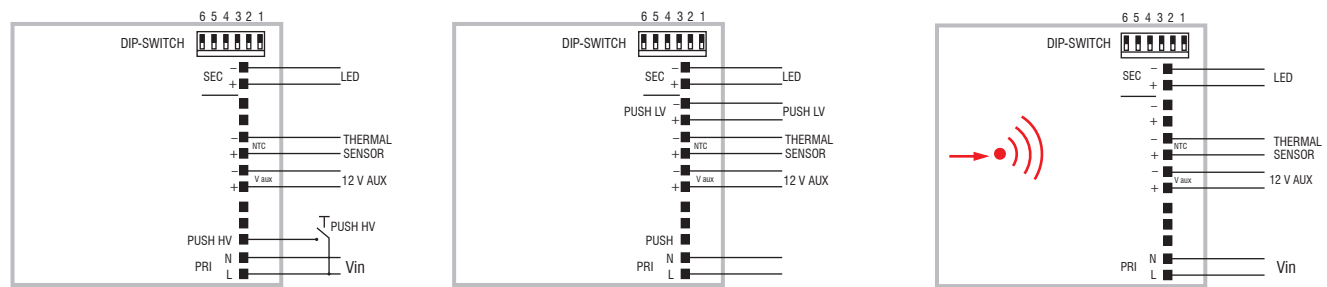 6 5 4 3 2 1
DIP-SWITCH
SEC − LED
+
− THERMAL
NTC
+ SENSOR
−
V aux 12 V AUX
+
PUSH HV
PUSH HV
N
PRI Vin
L
6 5 4 3 2 1
DIP-SWITCH
SEC − LED
+
PUSH LV − PUSH LV
+
− THERMAL
NTC
+ SENSOR
−
V aux 12 V AUX
+
PUSH
N
PRI
L
6 5 4 3 2 1
DIP-SWITCH
SEC − LED
+
−
+
− THERMAL
NTC
+ SENSOR
−
V aux 12 V AUX
+
N
PRI Vin
L